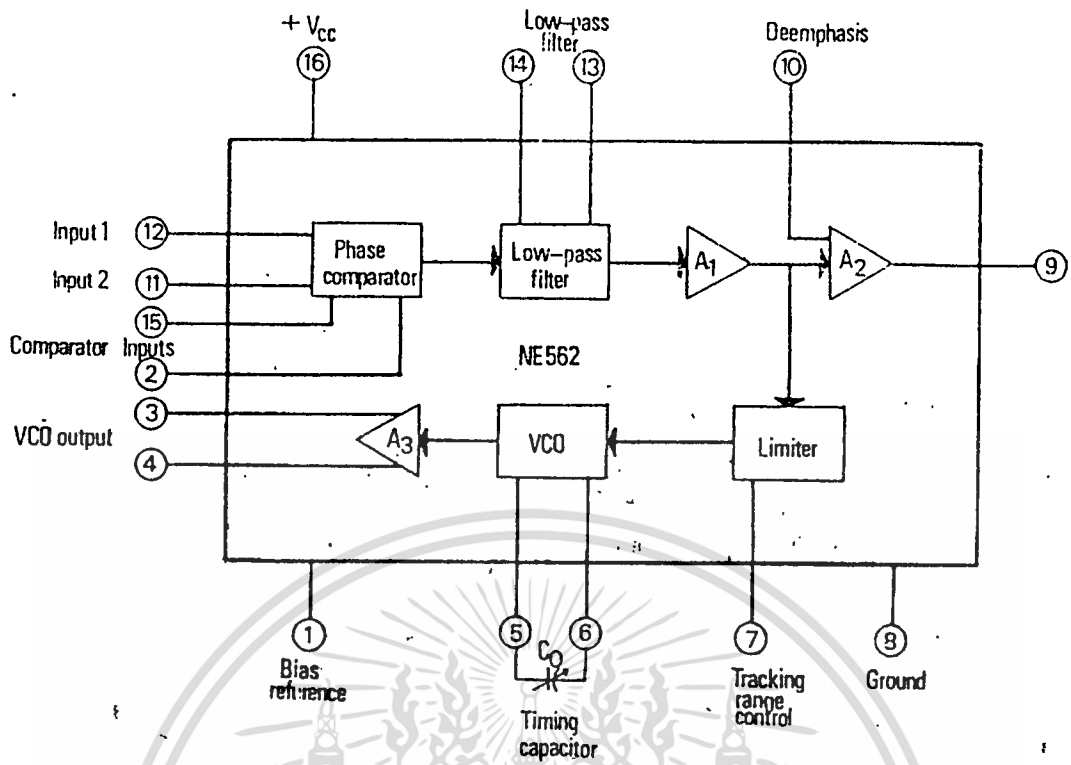 + Vcc
16
Low-pass
filter
14
13
Deemphasis
10
Input 1
12
Input 2
11
15
Comparator Inputs
2
Phase
comparator
Low-pass
filter
A1
A2
9
NE562
3
VCO output
4
A3
VCO
Limiter
1
Bias
reference
5
6
C0
Timing
capacitor
7
Tracking
range
control
8
Ground